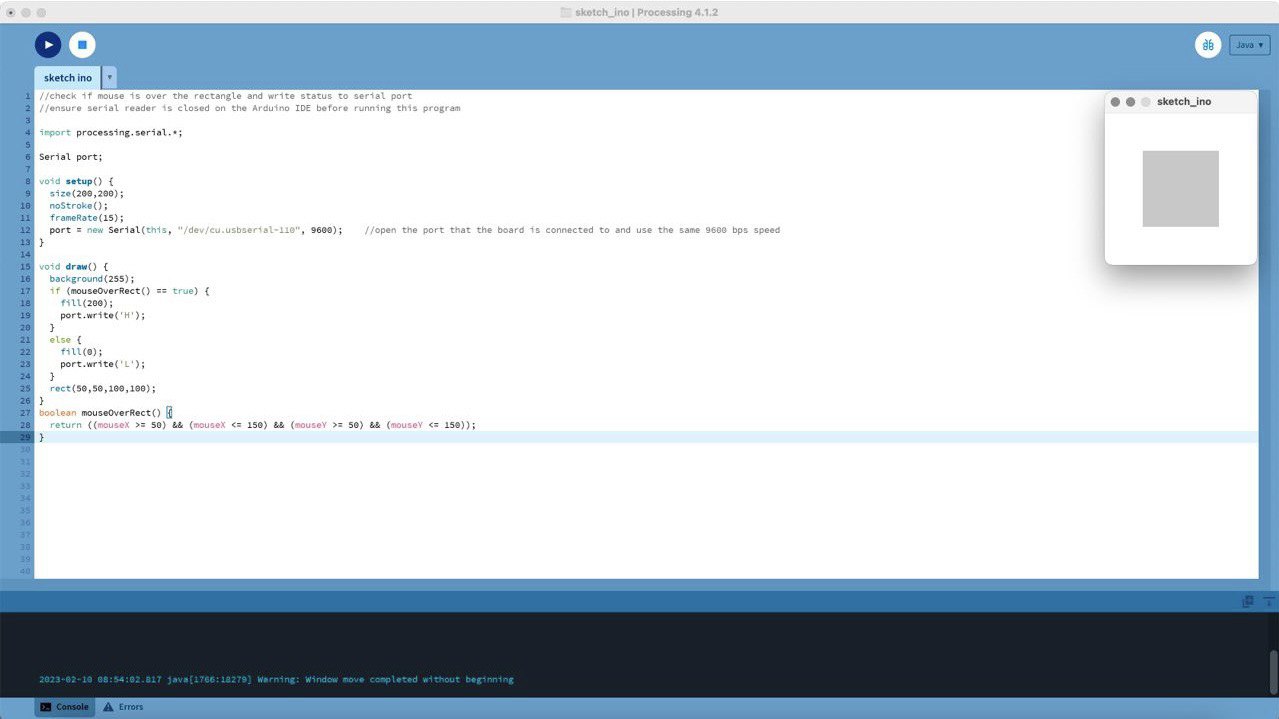 sketch_ino | Processing 4.1.2
Java ▾
sketch ino ▾
1 //check if mouse is over the rectangle and write status to serial port
2 //ensure serial reader is closed on the Arduino IDE before running this program
3
4 import processing.serial.*;
5
6 Serial port;
7
8 void setup() {
9 size(200,200);
10 noStroke();
11 frameRate(15);
12 port = new Serial(this, "/dev/cu.usbserial-110", 9600); //open the port that the board is connected to and use the same 9600 bps speed
13 }
14
15 void draw() {
16 background(255);
17 if (mouseOverRect() == true) {
18 fill(200);
19 port.write('H');
20 }
21 else {
22 fill(0);
23 port.write('L');
24 }
25 rect(50,50,100,100);
26 }
27 boolean mouseOverRect() {
28 return ((mouseX >= 50) && (mouseX <= 150) && (mouseY >= 50) && (mouseY <= 150));
29 }
30
31
32
33
34
35
36
37
38
39
40
sketch_ino
2023-02-10 08:54:02.817 java[1766:18279] Warning: Window move completed without beginning
Console
Errors